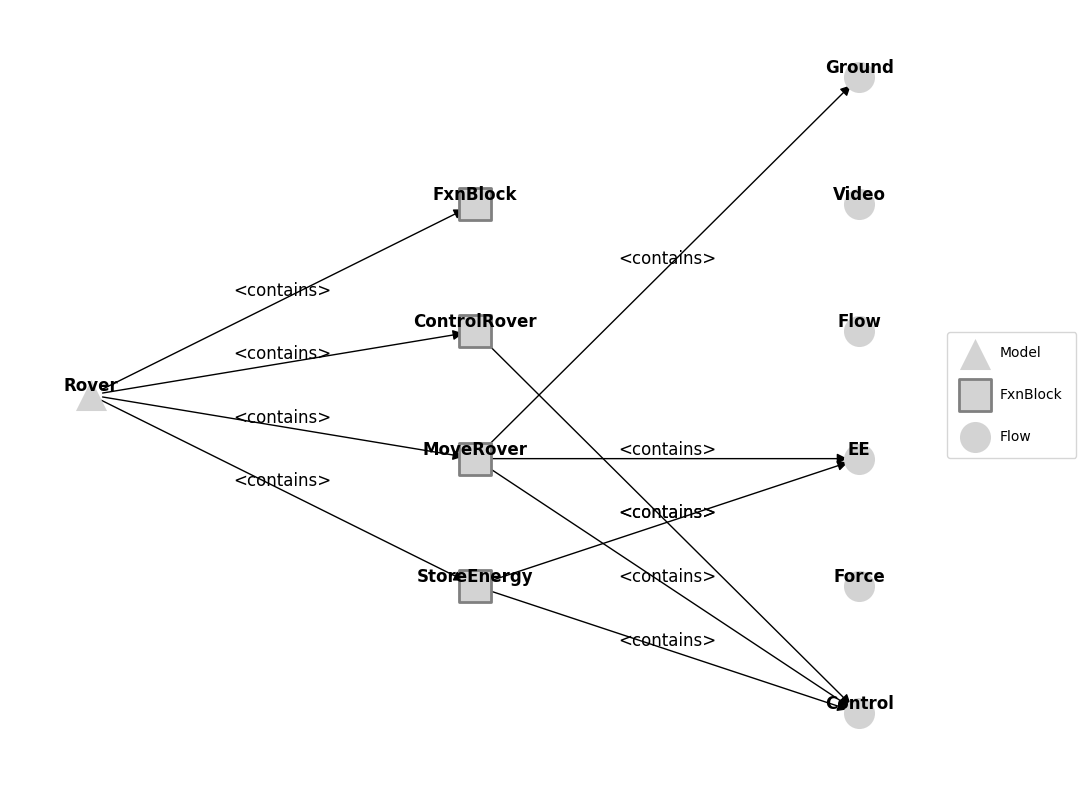 Ground
FxnBlock
Video
<contains>
<contains>
ControlRover
Flow
<contains>
Model
Rover
FxnBlock
<contains>
Flow
MoveRover
<contains>
EE
<contains>
<contains>
<contains>
StoreEnergy
<contains>
Force
<contains>
Control